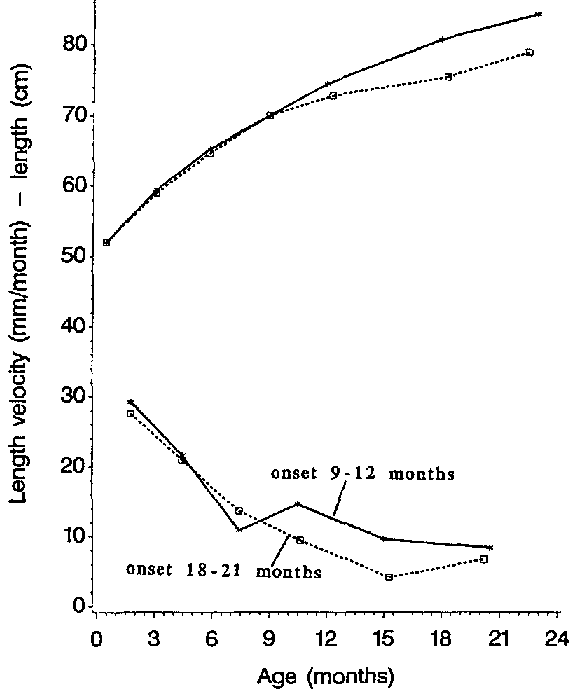 Length velocity (mm/month) – length (cm)
80
70
60
50
40
30
20
10
0
onset 9-12 months
onset 18-21 months
0 3 6 9 12 15 18 21 24
Age (months)